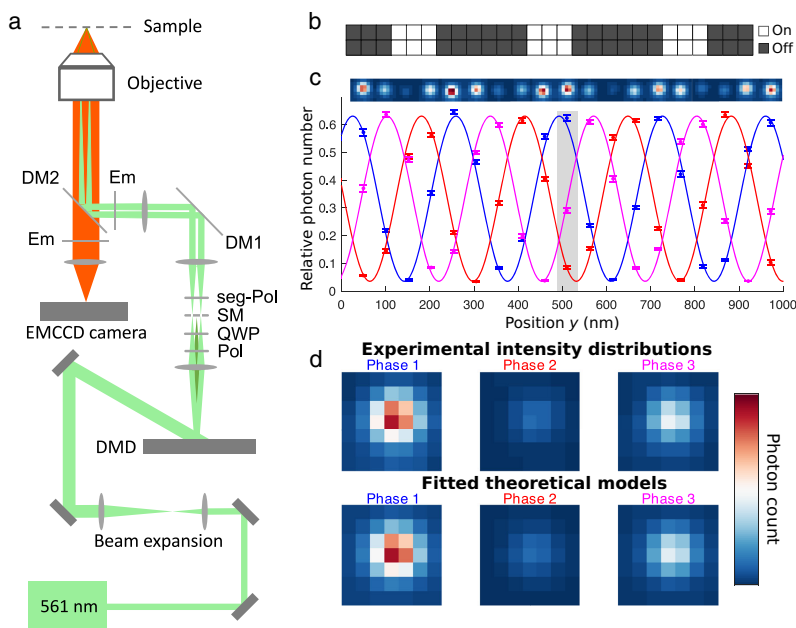 a
Sample
Objective
DM2
Em
Em
DM1
seg-Pol
SM
QWP
Pol
EMCCD camera
DMD
Beam expansion
561 nm
b
On
Off
c
Relative photon number
0.6
0.5
0.4
0.3
0.2
0.1
0 100 200 300 400 500 600 700 800 900 1000
Position y (nm)
d
Experimental intensity distributions
Phase 1 Phase 2 Phase 3
Fitted theoretical models
Phase 1 Phase 2 Phase 3
Photon count